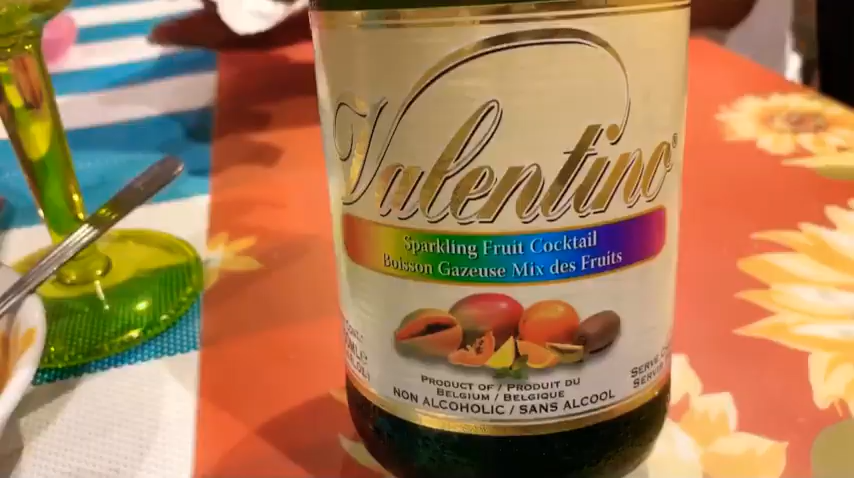 Valentino®
Sparkling Fruit Cocktail
Boisson Gazeuse Mix des Fruits
PRODUCT OF / PRODUIT DU
BELGIUM / BELGIQUE
NON ALCOHOLIC / SANS ALCOOL
SERVE